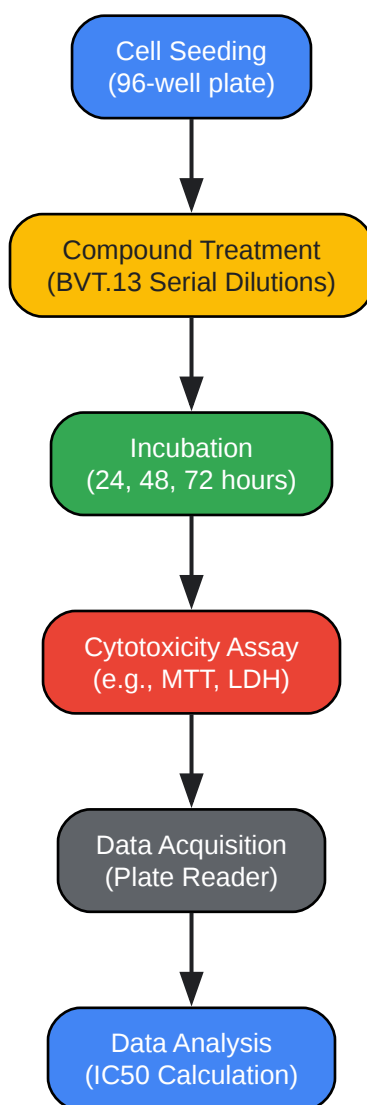 Cell Seeding
(96-well plate)
Compound Treatment
(BVT.13 Serial Dilutions)
Incubation
(24, 48, 72 hours)
Cytotoxicity Assay
(e.g., MTT, LDH)
Data Acquisition
(Plate Reader)
Data Analysis
(IC50 Calculation)